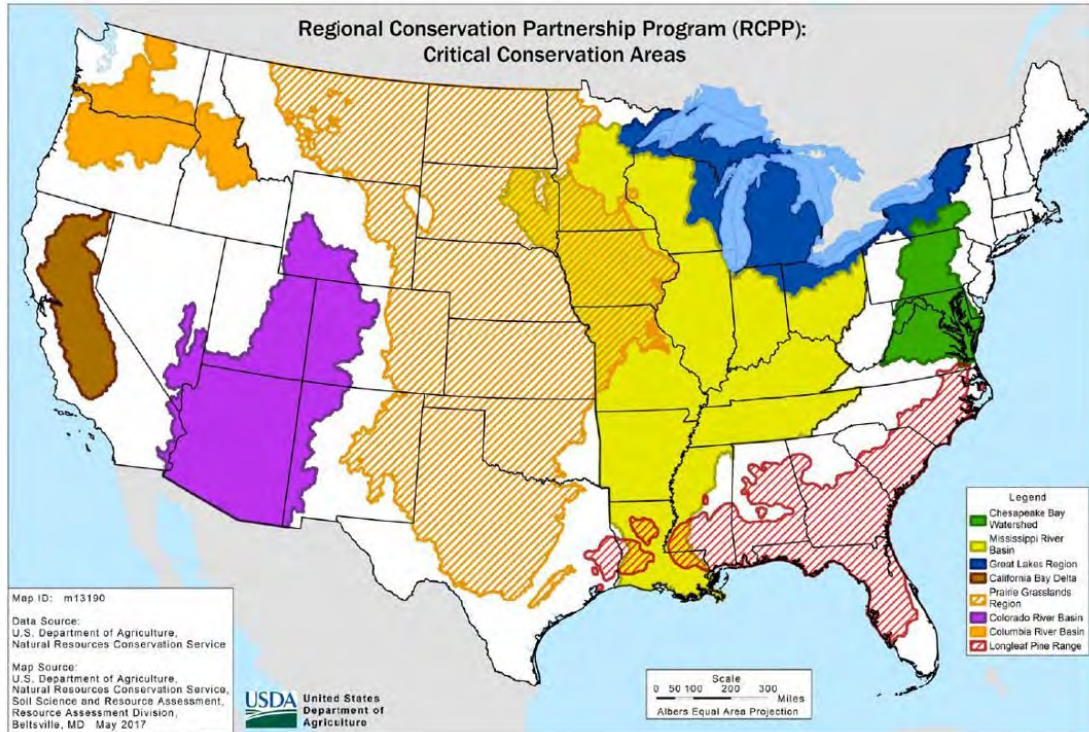 Regional Conservation Partnership Program (RCPP):
Critical Conservation Areas
Legend
Chesapeake Bay
Watershed
Mississippi River
Basin
Great Lakes Region
California Bay Delta
Prairie Grasslands
Region
Colorado River Basin
Columbia River Basin
Longleaf Pine Range
Map ID: m13190
Data Source:
U.S. Department of Agriculture,
Natural Resources Conservation Service
Map Source:
U.S. Department of Agriculture,
Natural Resources Conservation Service,
Soil Science and Resource Assessment,
Resource Assessment Division,
Beltsville, MD May 2017
USDA
United States
Department of
Agriculture
Scale
0 50 100 200 300
Miles
Albers Equal Area Projection